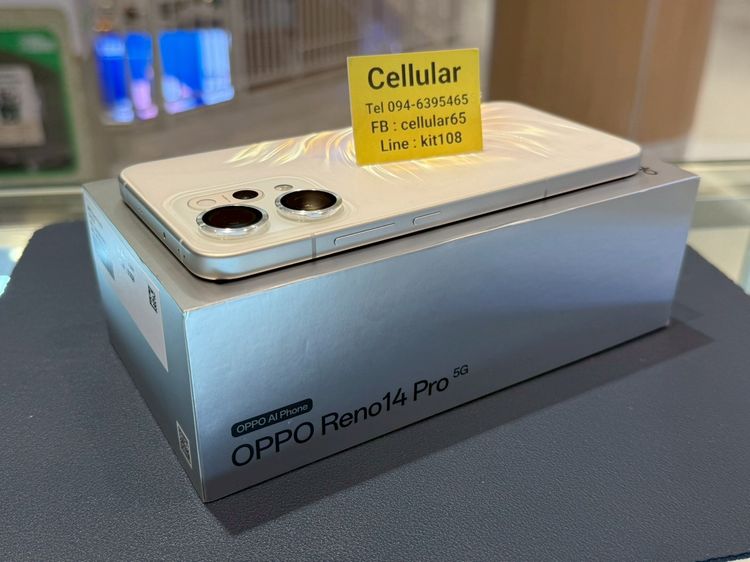 Cellular
Tel 094-6395465
FB : cellular65
Line : kit108
OPPO AI Phone
OPPO Reno14 Pro 5G